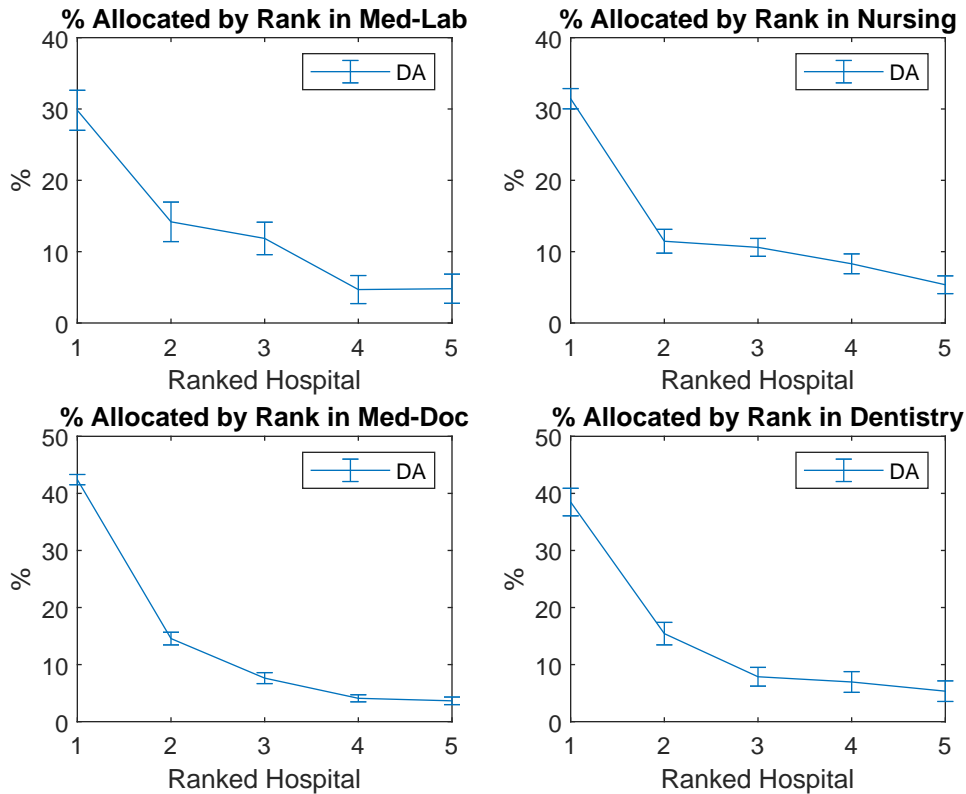 % Allocated by Rank in Med-Lab
40
30
20
10
0
%
DA
1 2 3 4 5
Ranked Hospital
% Allocated by Rank in Nursing
40
30
20
10
0
%
DA
1 2 3 4 5
Ranked Hospital
% Allocated by Rank in Med-Doc
50
40
30
20
10
0
%
DA
1 2 3 4 5
Ranked Hospital
% Allocated by Rank in Dentistry
50
40
30
20
10
0
%
DA
1 2 3 4 5
Ranked Hospital